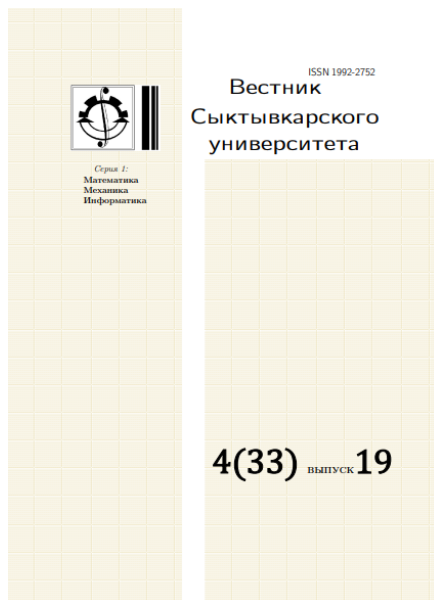 ISSN 1992-2752
Вестник
Сыктывкарского
университета
Серия 1:
Математика
Механика
Информатика
4(33) выпуск 19